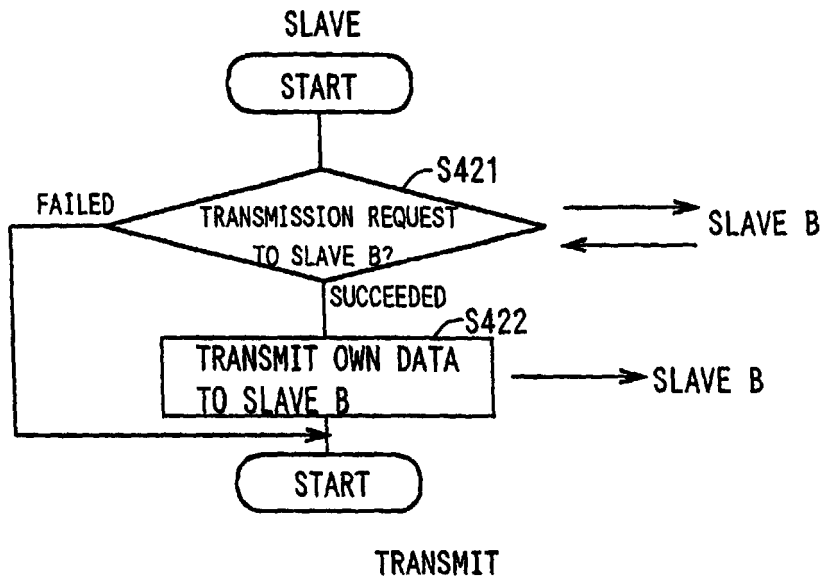 SLAVE
START
S421
FAILED
TRANSMISSION REQUEST
TO SLAVE B?
SLAVE B
SUCCEEDED
S422
TRANSMIT OWN DATA
TO SLAVE B
SLAVE B
START
TRANSMIT